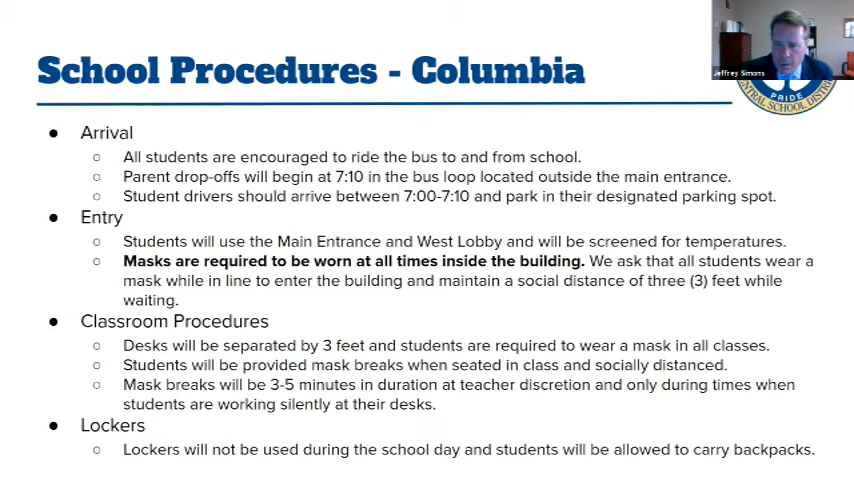 School Procedures - Columbia
Jeffrey Simons
PRIDE
CENTRAL SCHOOL DISTRI
● Arrival
○ All students are encouraged to ride the bus to and from school.
○ Parent drop-offs will begin at 7:10 in the bus loop located outside the main entrance.
○ Student drivers should arrive between 7:00-7:10 and park in their designated parking spot.
● Entry
○ Students will use the Main Entrance and West Lobby and will be screened for temperatures.
○ Masks are required to be worn at all times inside the building. We ask that all students wear a
mask while in line to enter the building and maintain a social distance of three (3) feet while
waiting.
● Classroom Procedures
○ Desks will be separated by 3 feet and students are required to wear a mask in all classes.
○ Students will be provided mask breaks when seated in class and socially distanced.
○ Mask breaks will be 3-5 minutes in duration at teacher discretion and only during times when
students are working silently at their desks.
● Lockers
○ Lockers will not be used during the school day and students will be allowed to carry backpacks.